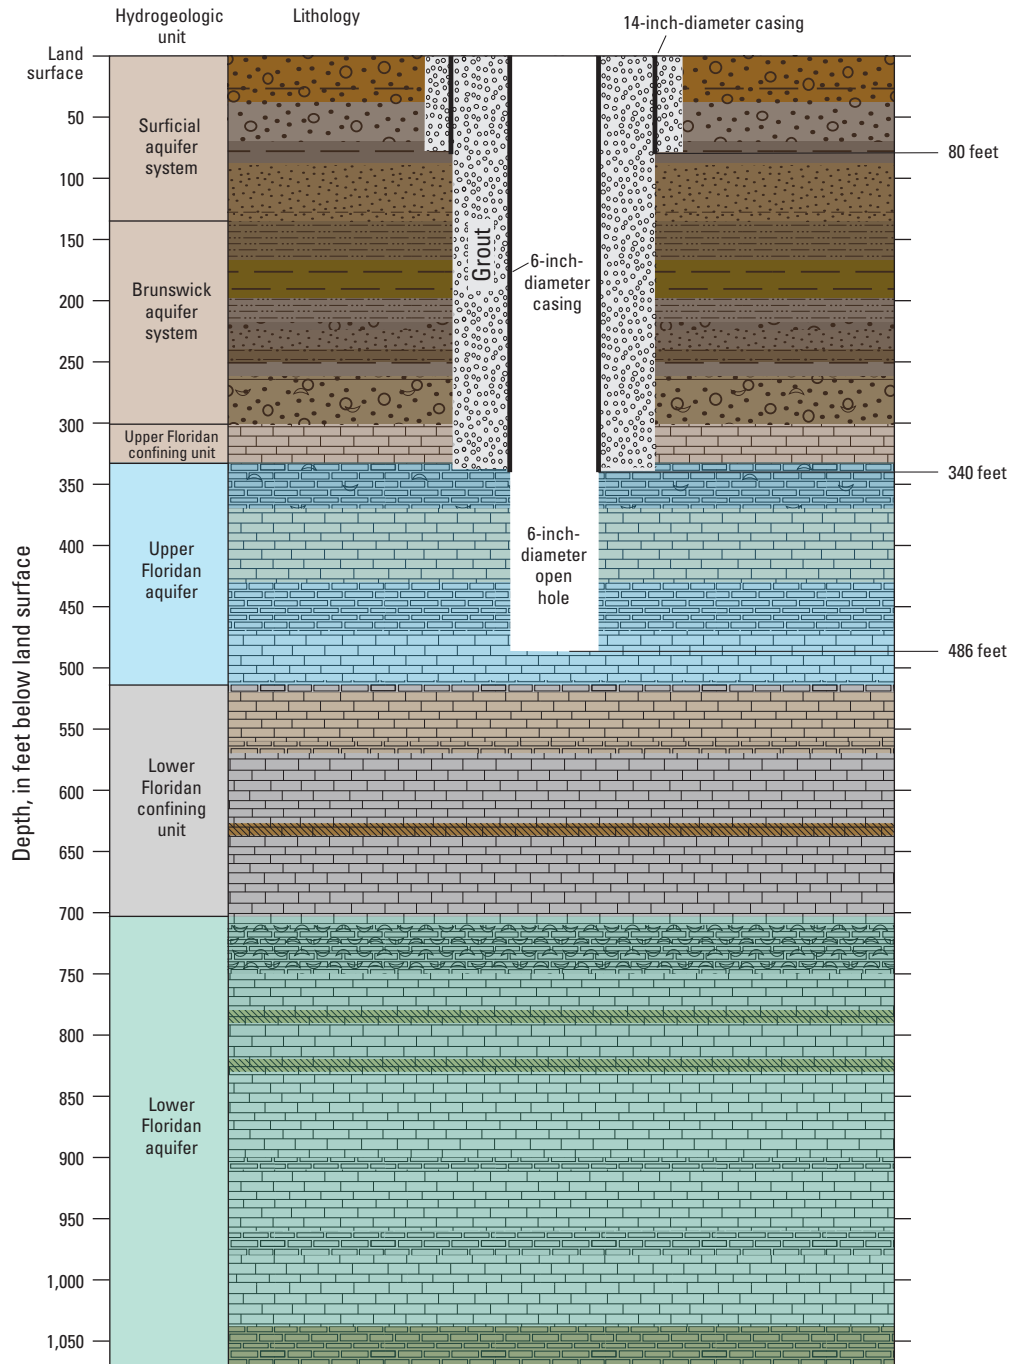 Hydrogeologic
unit
Lithology
14-inch-diameter casing
Land
surface
50
100
150
200
250
300
350
400
450
500
550
600
650
700
750
800
850
900
950
1,000
1,050
Depth, in feet below land surface
Surficial
aquifer
system
Brunswick
aquifer
system
Upper Floridan
confining unit
Upper
Floridan
aquifer
Lower
Floridan
confining
unit
Lower
Floridan
aquifer
Grout
6-inch-
diameter
casing
6-inch-
diameter
open
hole
80 feet
340 feet
486 feet